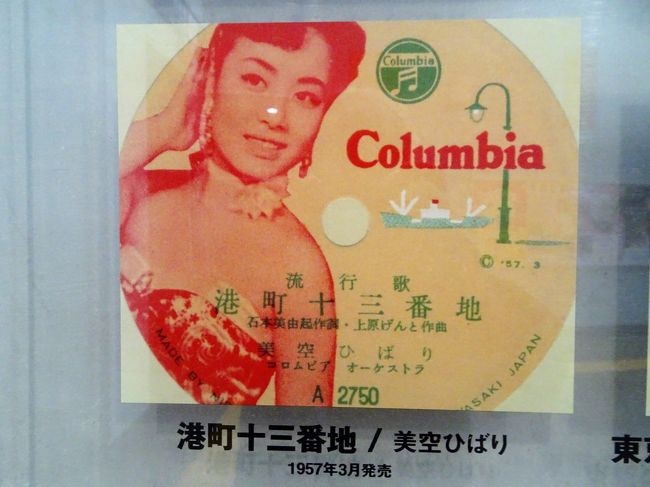 Columbia
Columbia
© '57. 3
流行歌
港町十三番地
石本美由起作詞・上原げんと作曲
美空ひばり
コロムビア オーケストラ
A 2750
MADE BY
ASAKI JAPAN
港町十三番地 / 美空ひばり
1957年3月発売
東